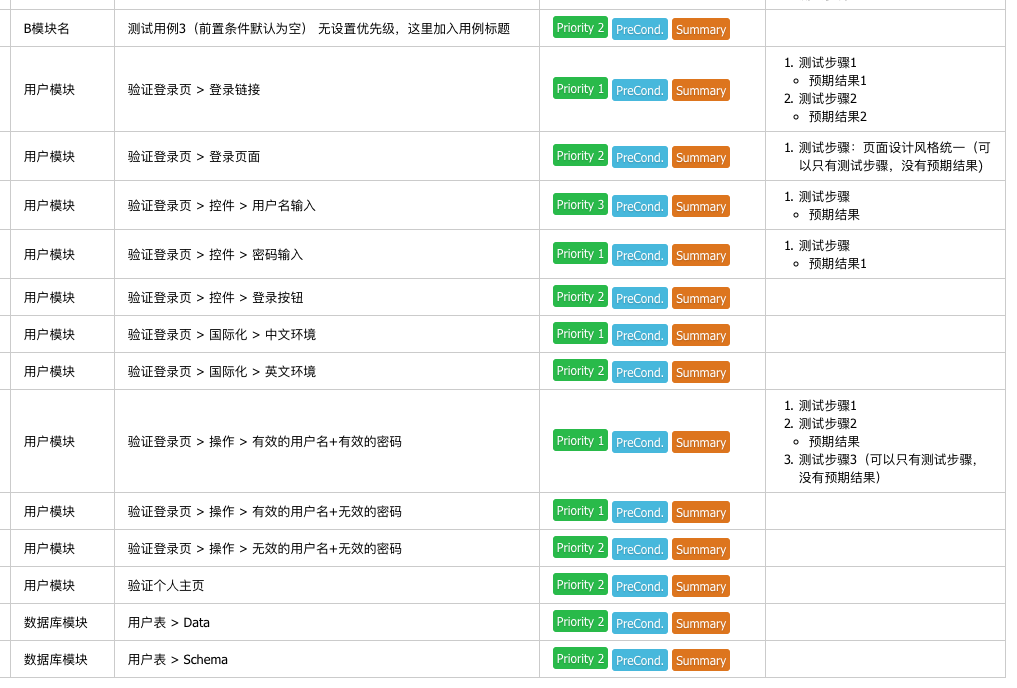 B模块名
测试用例3（前置条件默认为空） 无设置优先级，这里加入用例标题
Priority 2 PreCond. Summary
用户模块
验证登录页 > 登录链接
Priority 1 PreCond. Summary
1. 测试步骤1
预期结果1
2. 测试步骤2
预期结果2
用户模块
验证登录页 > 登录页面
Priority 2 PreCond. Summary
1. 测试步骤：页面设计风格统一（可
以只有测试步骤，没有预期结果)
用户模块
验证登录页 > 控件 > 用户名输入
Priority 3 PreCond. Summary
1. 测试步骤
预期结果
用户模块
验证登录页 > 控件 > 密码输入
Priority 1 PreCond. Summary
1. 测试步骤
预期结果1
用户模块
验证登录页 > 控件 > 登录按钮
Priority 2 PreCond. Summary
用户模块
验证登录页 > 国际化 > 中文环境
Priority 1 PreCond. Summary
用户模块
验证登录页 > 国际化 > 英文环境
Priority 2 PreCond. Summary
用户模块
验证登录页 > 操作 > 有效的用户名+有效的密码
Priority 1 PreCond. Summary
1. 测试步骤1
2. 测试步骤2
预期结果
3. 测试步骤3（可以只有测试步骤，
没有预期结果）
用户模块
验证登录页 > 操作 > 有效的用户名+无效的密码
Priority 1 PreCond. Summary
用户模块
验证登录页 > 操作 > 无效的用户名+无效的密码
Priority 2 PreCond. Summary
用户模块
验证个人主页
Priority 2 PreCond. Summary
数据库模块
用户表 > Data
Priority 2 PreCond. Summary
数据库模块
用户表 > Schema
Priority 2 PreCond. Summary